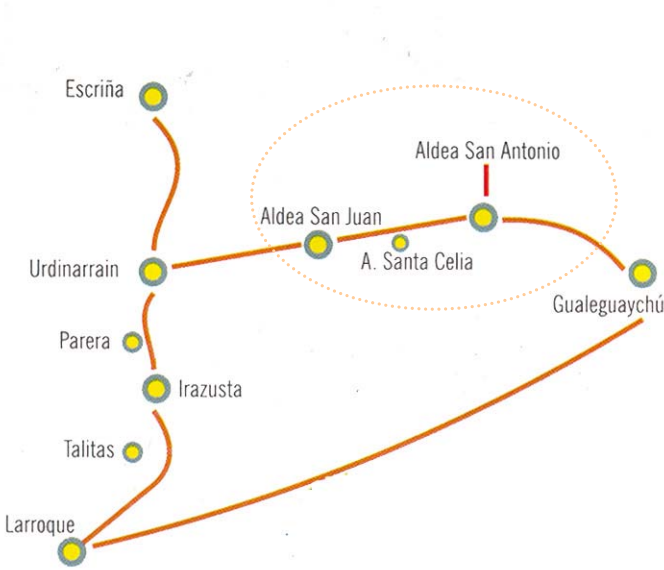 Escriña
Aldea San Antonio
Aldea San Juan
A. Santa Celia
Urdinarrain
Gualeguaychú
Parera
Irazusta
Talitas
Larroque